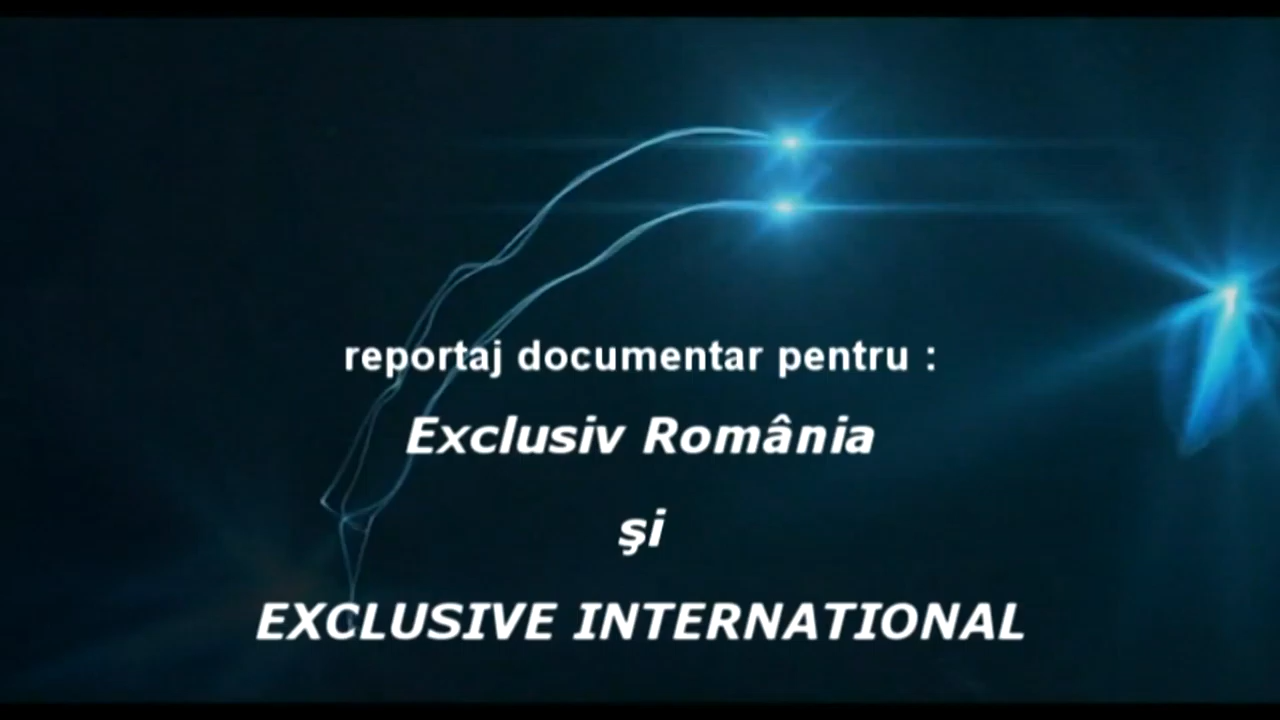 reportaj documentar pentru :
Exclusiv România
şi
EXCLUSIVE INTERNATIONAL